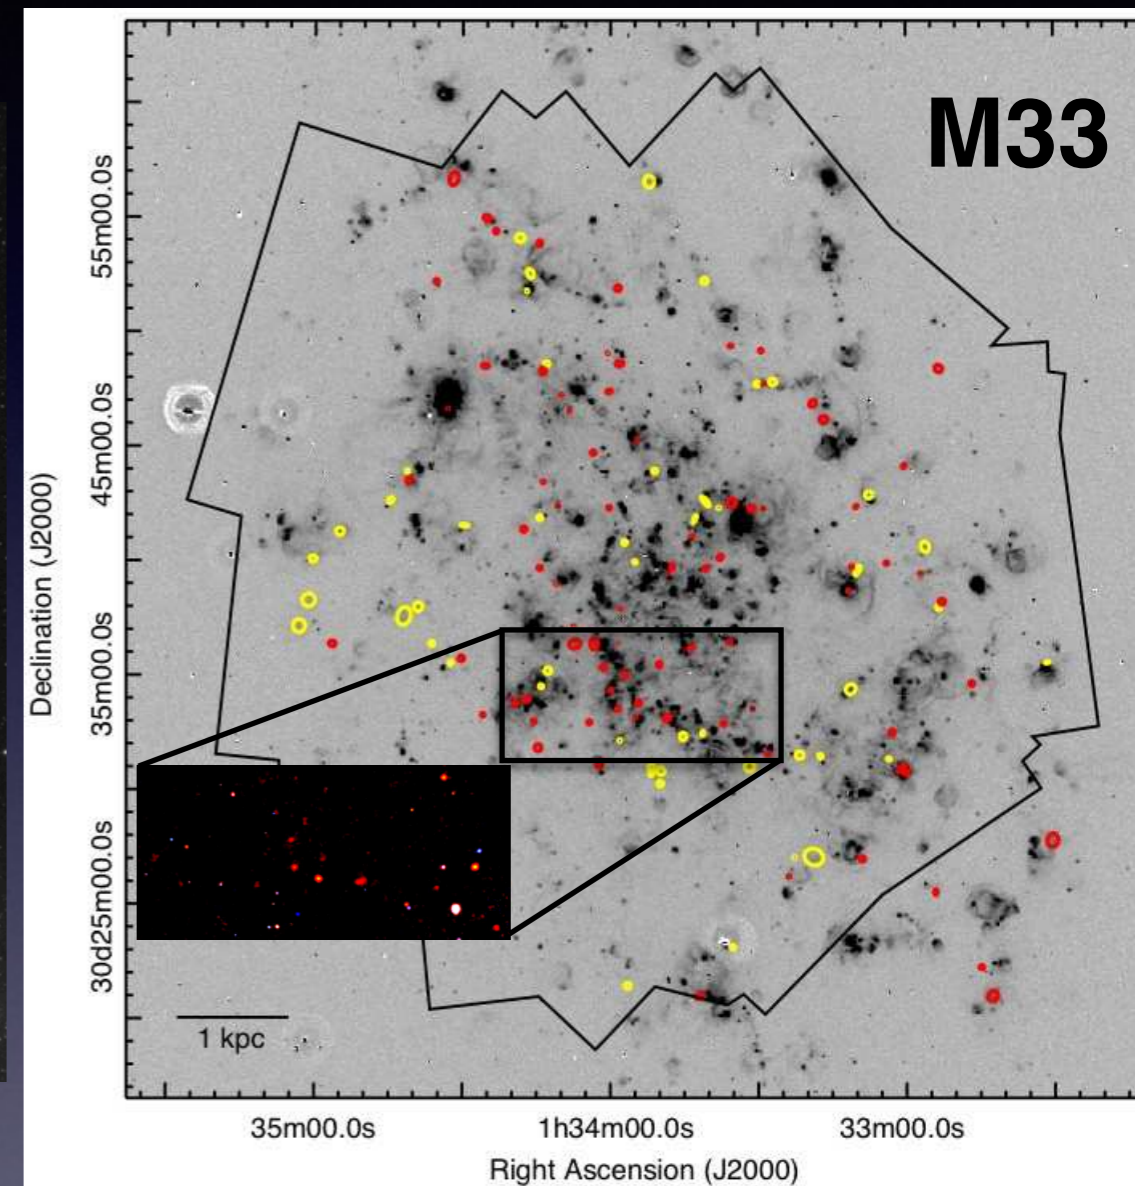 M33
55m00.0s
45m00.0s
35m00.0s
30d25m00.0s
Declination (J2000)
1 kpc
35m00.0s
1h34m00.0s
33m00.0s
Right Ascension (J2000)